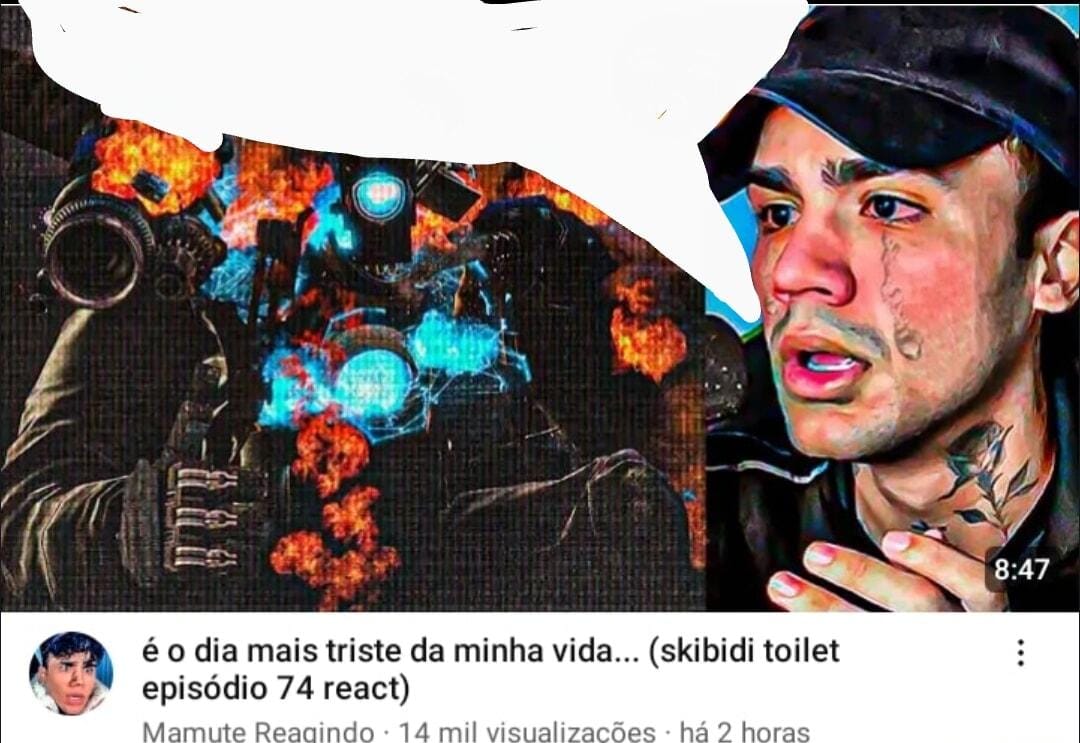 8:47
é o dia mais triste da minha vida... (skibidi toilet
episódio 74 react)
Mamute Reagindo · 14 mil visualizações · há 2 horas